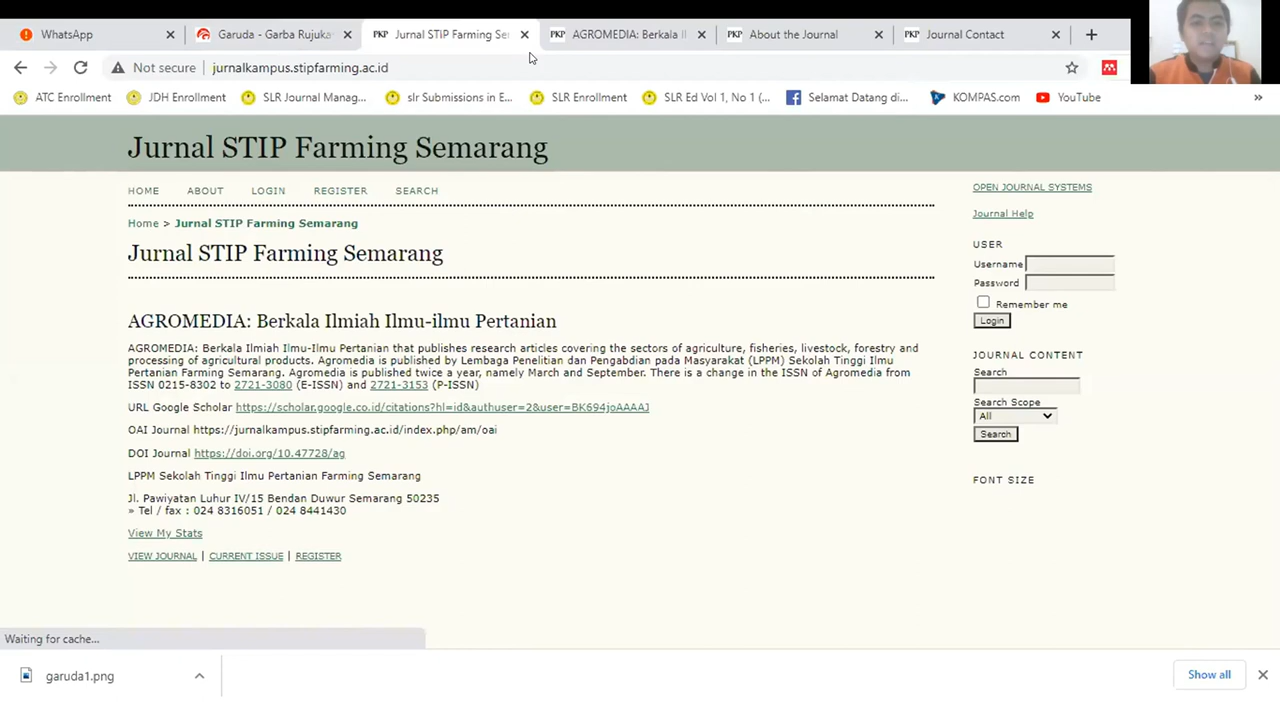 WhatsApp
Garuda - Garba Rujuka
PKP Jurnal STIP Farming Se
PKP AGROMEDIA: Berkala Il
PKP About the Journal
PKP Journal Contact
Not secure jurnalkampus.stipfarming.ac.id
ATC Enrollment JDH Enrollment SLR Journal Manag... slr Submissions in E... SLR Enrollment SLR Ed Vol 1, No 1 (... Selamat Datang di... KOMPAS.com YouTube »
Jurnal STIP Farming Semarang
HOME ABOUT LOGIN REGISTER SEARCH
Home > Jurnal STIP Farming Semarang
Jurnal STIP Farming Semarang
AGROMEDIA: Berkala Ilmiah Ilmu-ilmu Pertanian
AGROMEDIA: Berkala Ilmiah Ilmu-Ilmu Pertanian that publishes research articles covering the sectors of agriculture, fisheries, livestock, forestry and
processing of agricultural products. Agromedia is published by Lembaga Penelitian dan Pengabdian pada Masyarakat (LPPM) Sekolah Tinggi Ilmu
Pertanian Farming Semarang. Agromedia is published twice a year, namely March and September. There is a change in the ISSN of Agromedia from
ISSN 0215-8302 to 2721-3080 (E-ISSN) and 2721-3153 (P-ISSN)
URL Google Scholar https://scholar.google.co.id/citations?hl=id&authuser=2&user=BK694joAAAAJ
OAI Journal https://jurnalkampus.stipfarming.ac.id/index.php/am/oai
DOI Journal https://doi.org/10.47728/ag
LPPM Sekolah Tinggi Ilmu Pertanian Farming Semarang
Jl. Pawiyatan Luhur IV/15 Bendan Duwur Semarang 50235
» Tel / fax : 024 8316051 / 024 8441430
View My Stats
VIEW JOURNAL | CURRENT ISSUE | REGISTER
OPEN JOURNAL SYSTEMS
Journal Help
USER
Username
Password
Remember me
Login
JOURNAL CONTENT
Search
Search Scope
All
Search
FONT SIZE
Waiting for cache...
garuda1.png
Show all